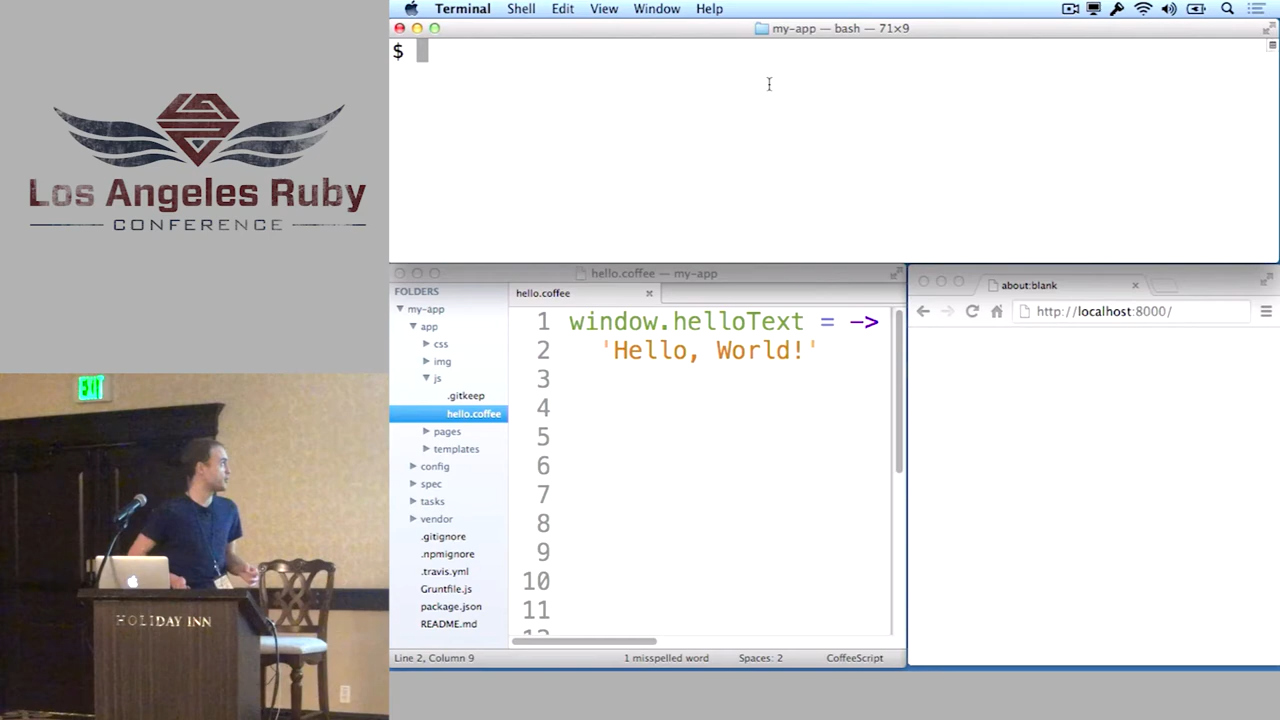 Los Angeles Ruby
CONFERENCE
EXIT
HOLIDAY INN
Terminal Shell Edit View Window Help
my-app — bash — 71×9
$
hello.coffee — my-app
FOLDERS
my-app
app
css
img
js
.gitkeep
hello.coffee
pages
templates
config
spec
tasks
vendor
.gitignore
.npmignore
.travis.yml
Gruntfile.js
package.json
README.md
hello.coffee
1 window.helloText = ->
2 'Hello, World!'
3
4
5
6
7
8
9
10
11
12
Line 2, Column 9 1 misspelled word Spaces: 2 CoffeeScript
about:blank
http://localhost:8000/